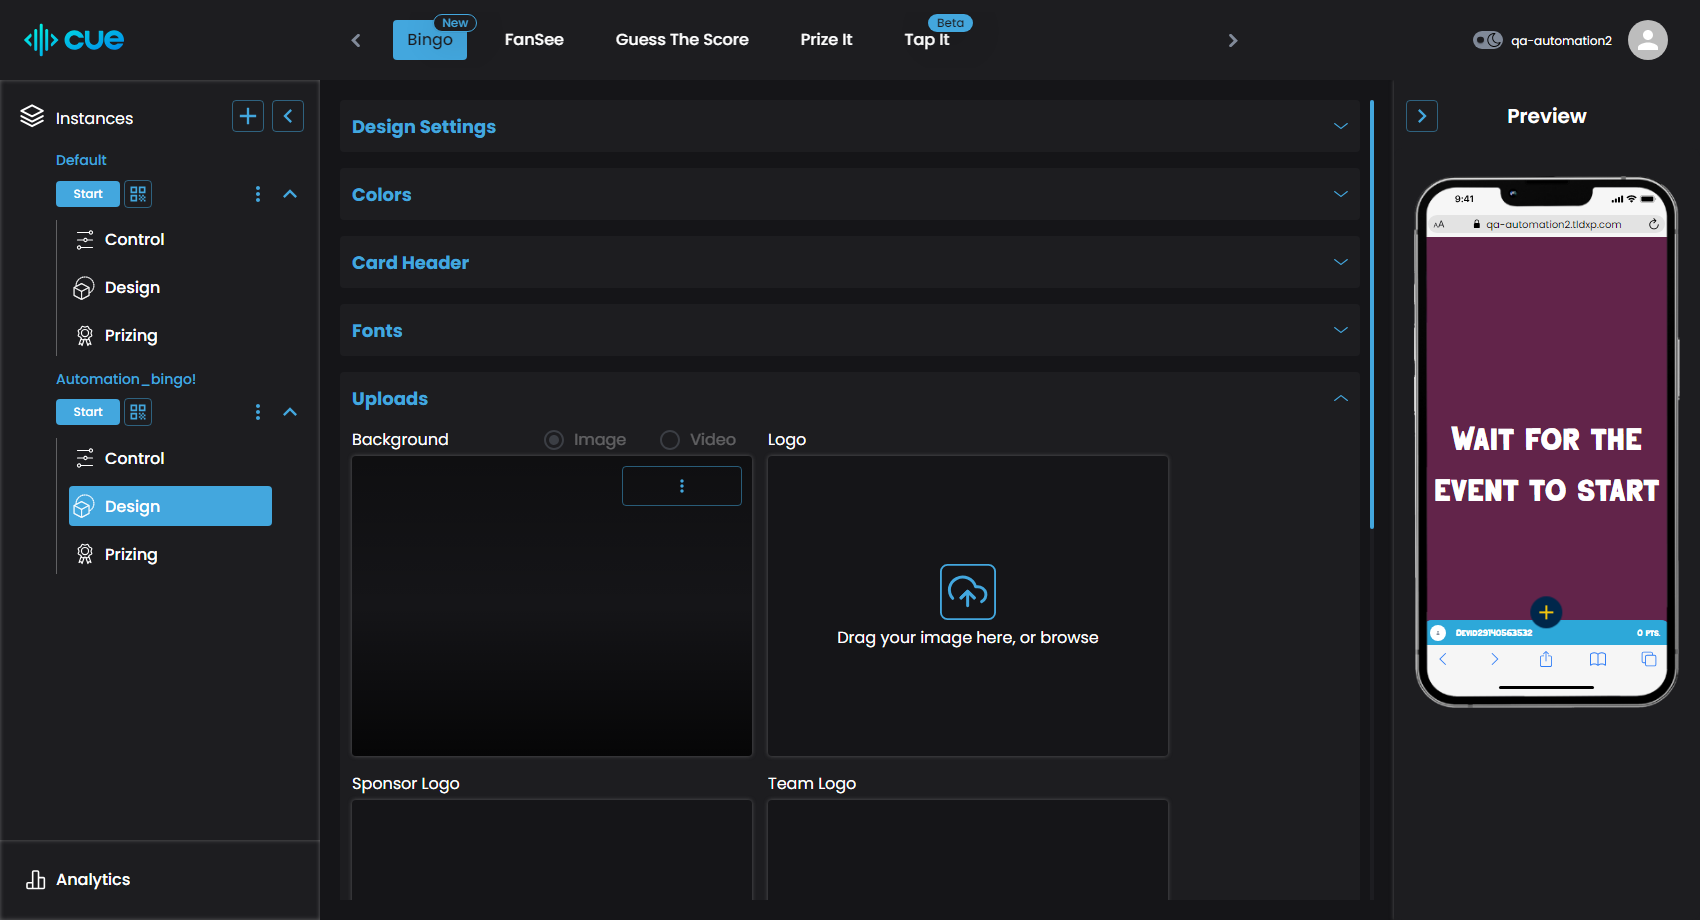 cue
New
Bingo
FanSee
Guess The Score
Prize It
Beta
Tap It
qa-automation2
Instances
Default
Start
Control
Design
Prizing
Automation_bingo!
Start
Control
Design
Prizing
Analytics
Design Settings
Colors
Card Header
Fonts
Uploads
Background
Image
Video
Logo
Drag your image here, or browse
Sponsor Logo
Team Logo
Preview
9:41
AA
qa-automation2.tldxp.com
WAIT FOR THE
EVENT TO START
DEVID29140563532
0 PTS.